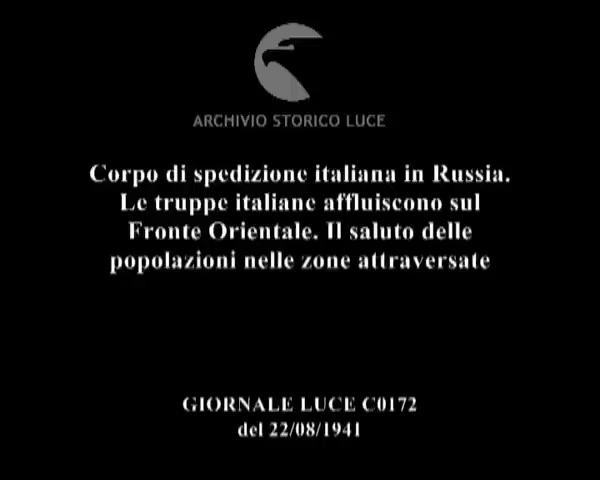 ARCHIVIO STORICO LUCE
Corpo di spedizione italiana in Russia.
Le truppe italiane affluiscono sul
Fronte Orientale. Il saluto delle
popolazioni nelle zone attraversate
GIORNALE LUCE C0172
del 22/08/1941